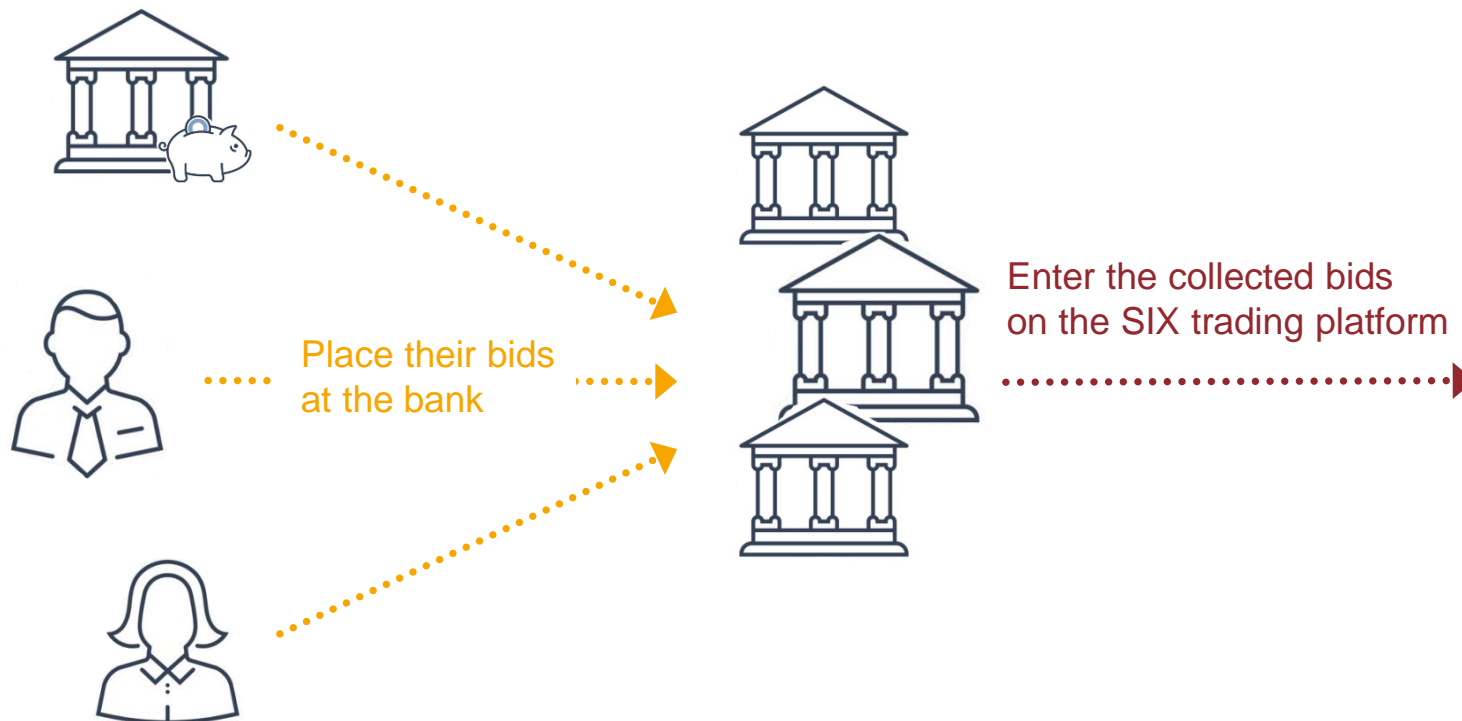 Place their bids
at the bank
Enter the collected bids
on the SIX trading platform